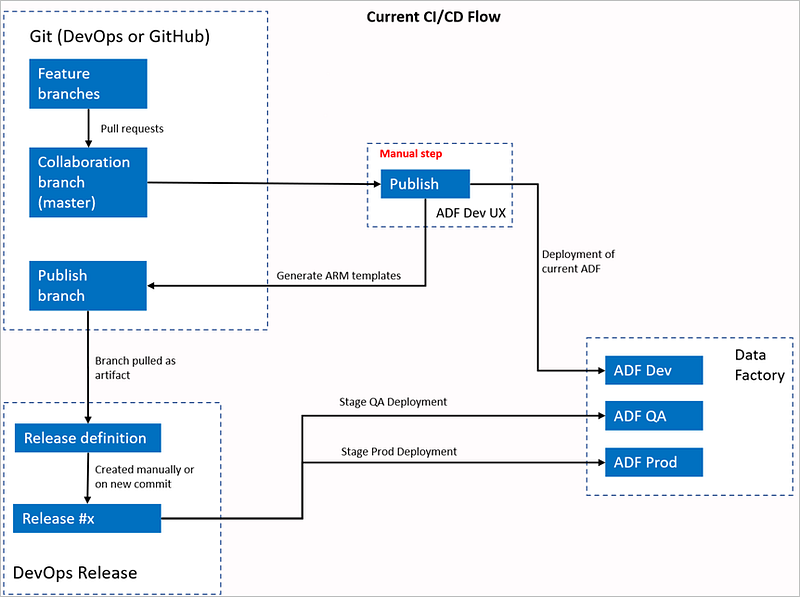 Current CI/CD Flow
Git (DevOps or GitHub)
Feature
branches
Pull requests
Collaboration
branch
(master)
Manual step
Publish
ADF Dev UX
Deployment of
current ADF
Generate ARM templates
Publish
branch
Branch pulled as
artifact
Data
Factory
ADF Dev
ADF QA
ADF Prod
Stage QA Deployment
Stage Prod Deployment
Release definition
Created manually or
on new commit
Release #x
DevOps Release